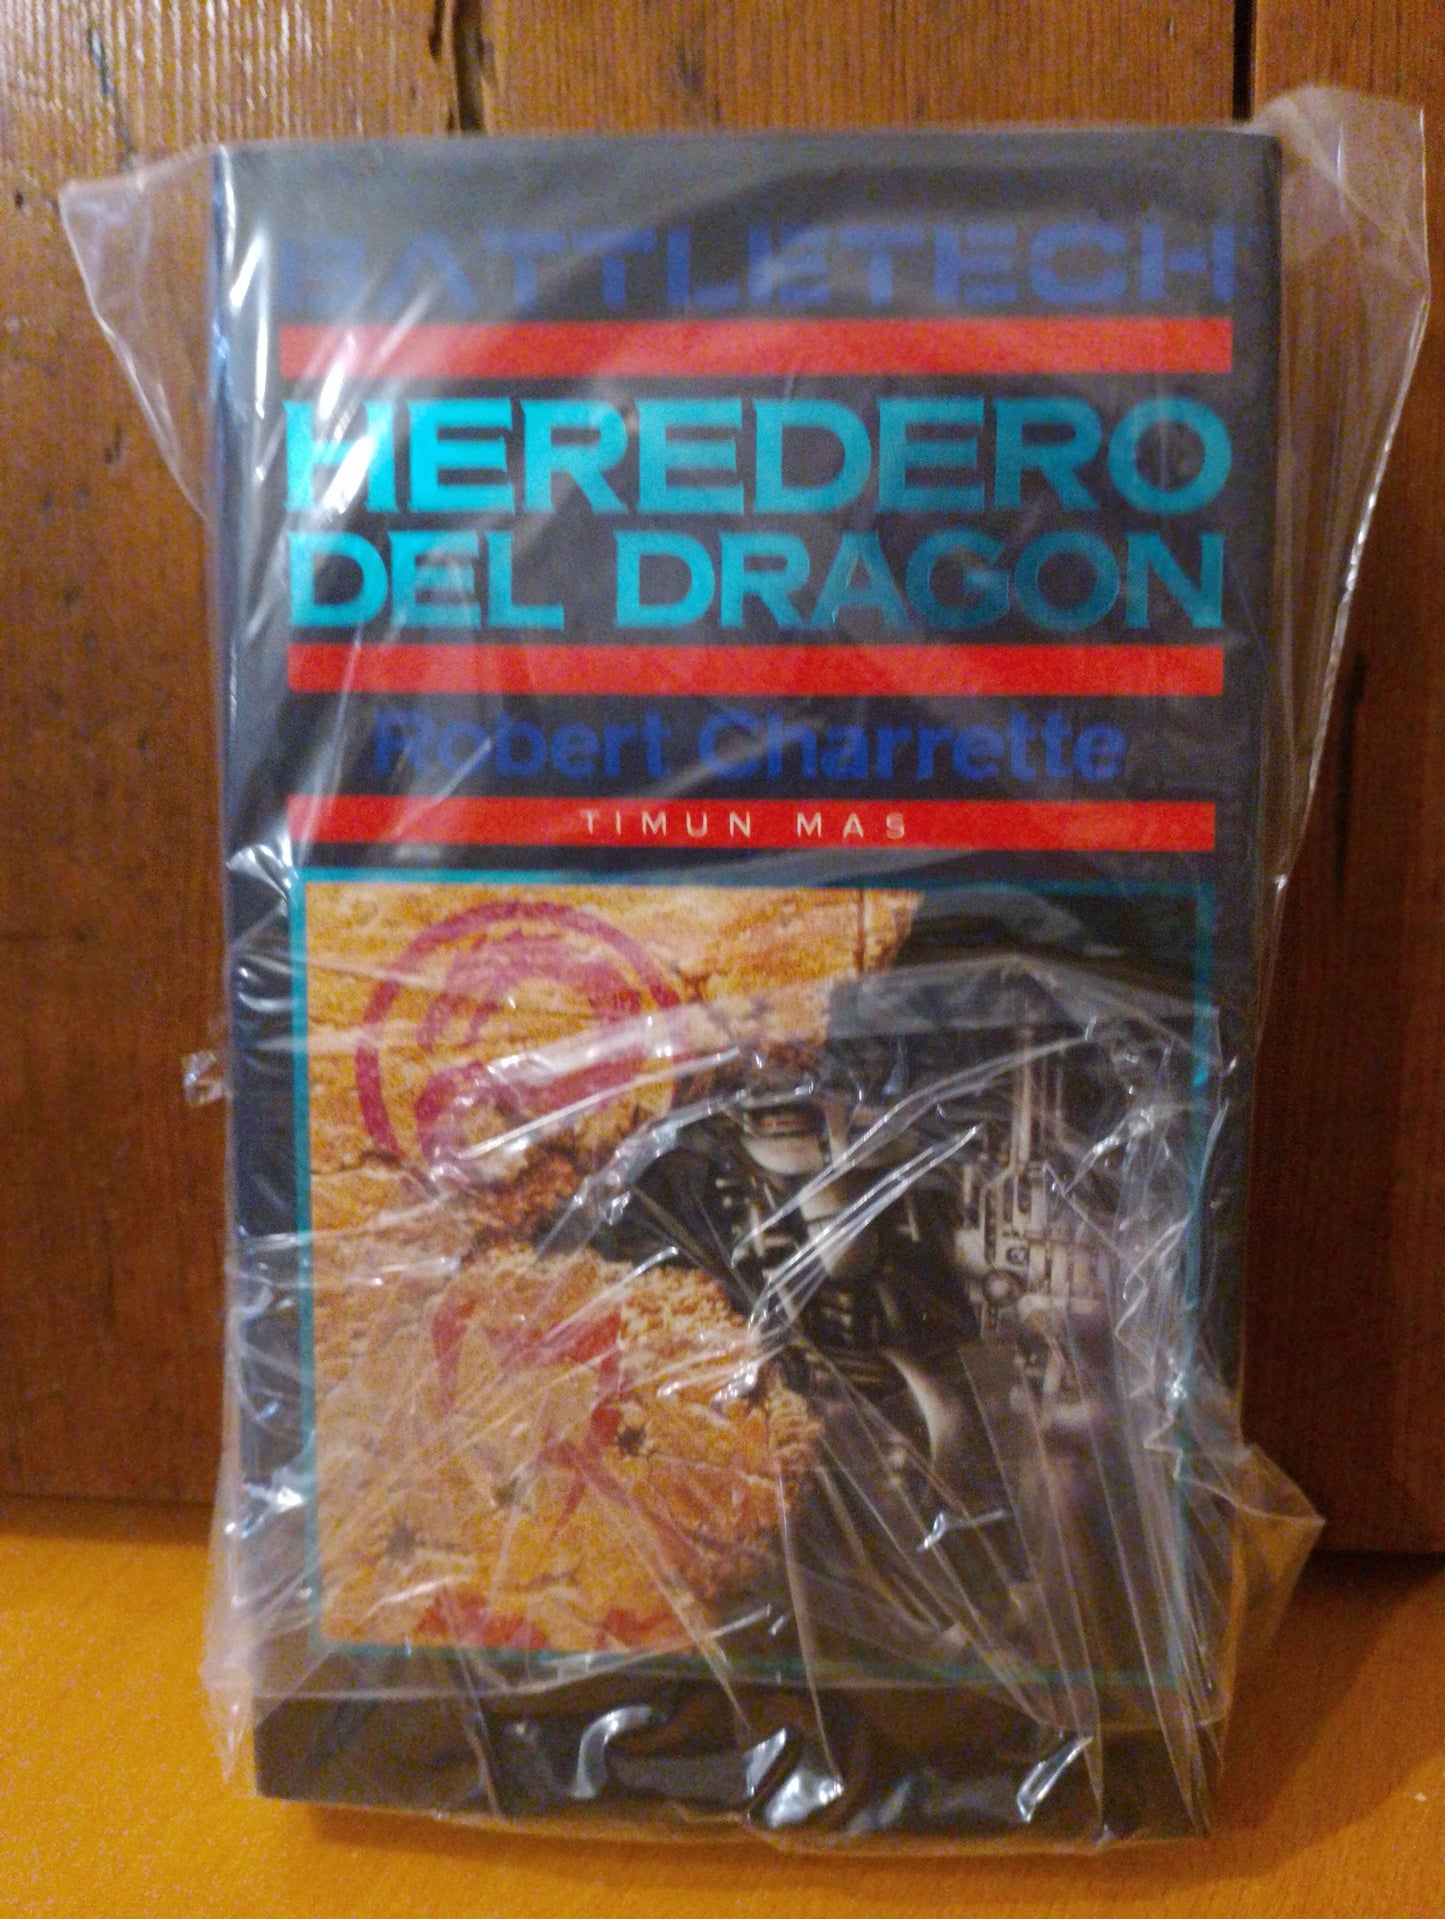 BATTLETECH
HEREDERO
DEL DRAGON
Robert Charrette
TIMUN MAS